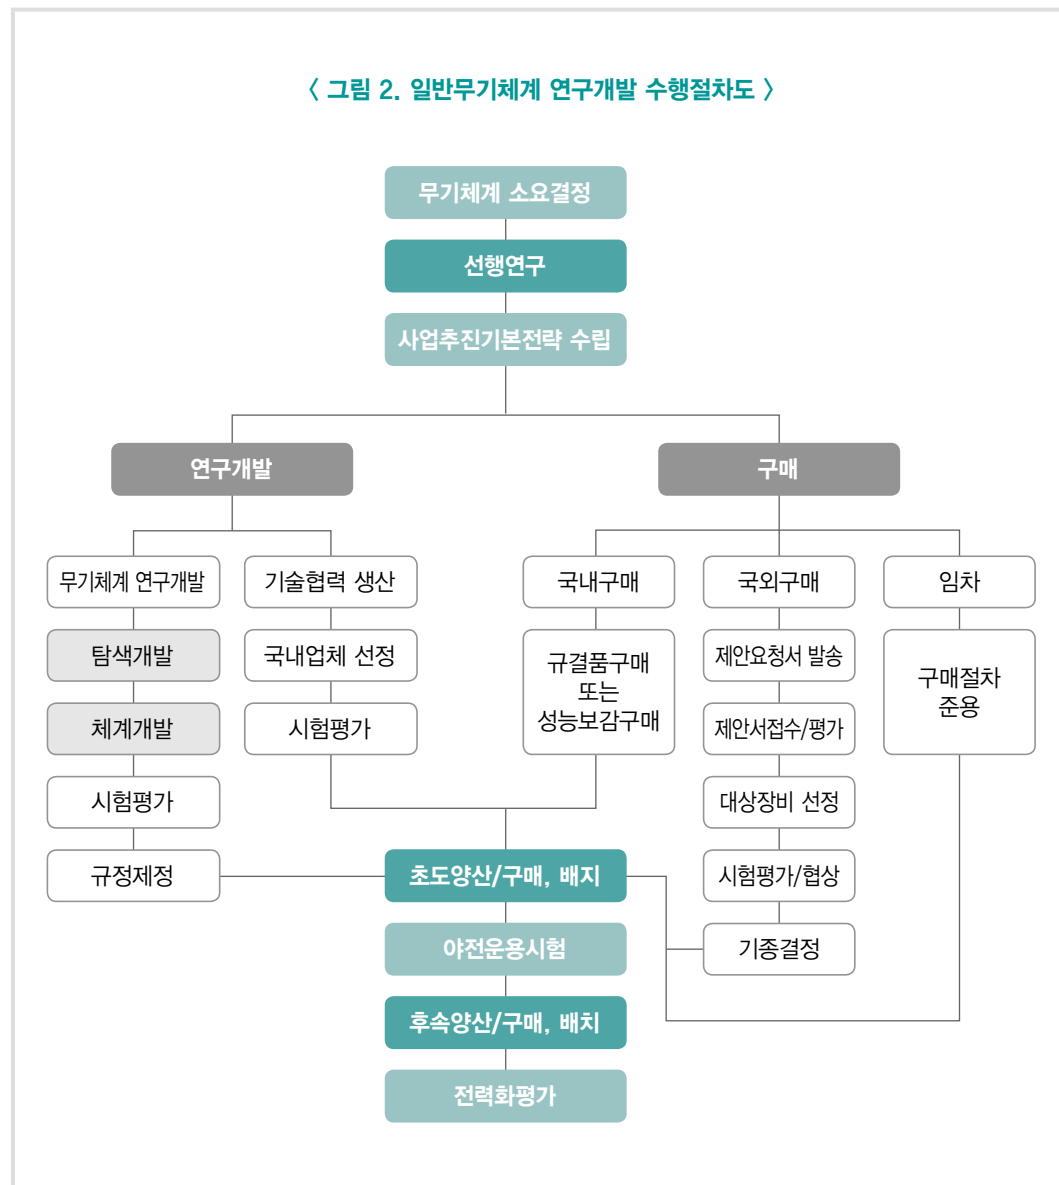 〈 그림 2. 일반무기체계 연구개발 수행절차도 〉
무기체계 소요결정
선행연구
사업추진기본전략 수립
연구개발
구매
무기체계 연구개발
기술협력 생산
국내구매
국외구매
임차
탐색개발
국내업체 선정
규결품구매
또는
성능보감구매
제안요청서 발송
구매절차
준용
체계개발
시험평가
제안서접수/평가
시험평가
대상장비 선정
규정제정
초도양산/구매, 배지
시험평가/협상
야전운용시험
기종결정
후속양산/구매, 배치
전력화평가